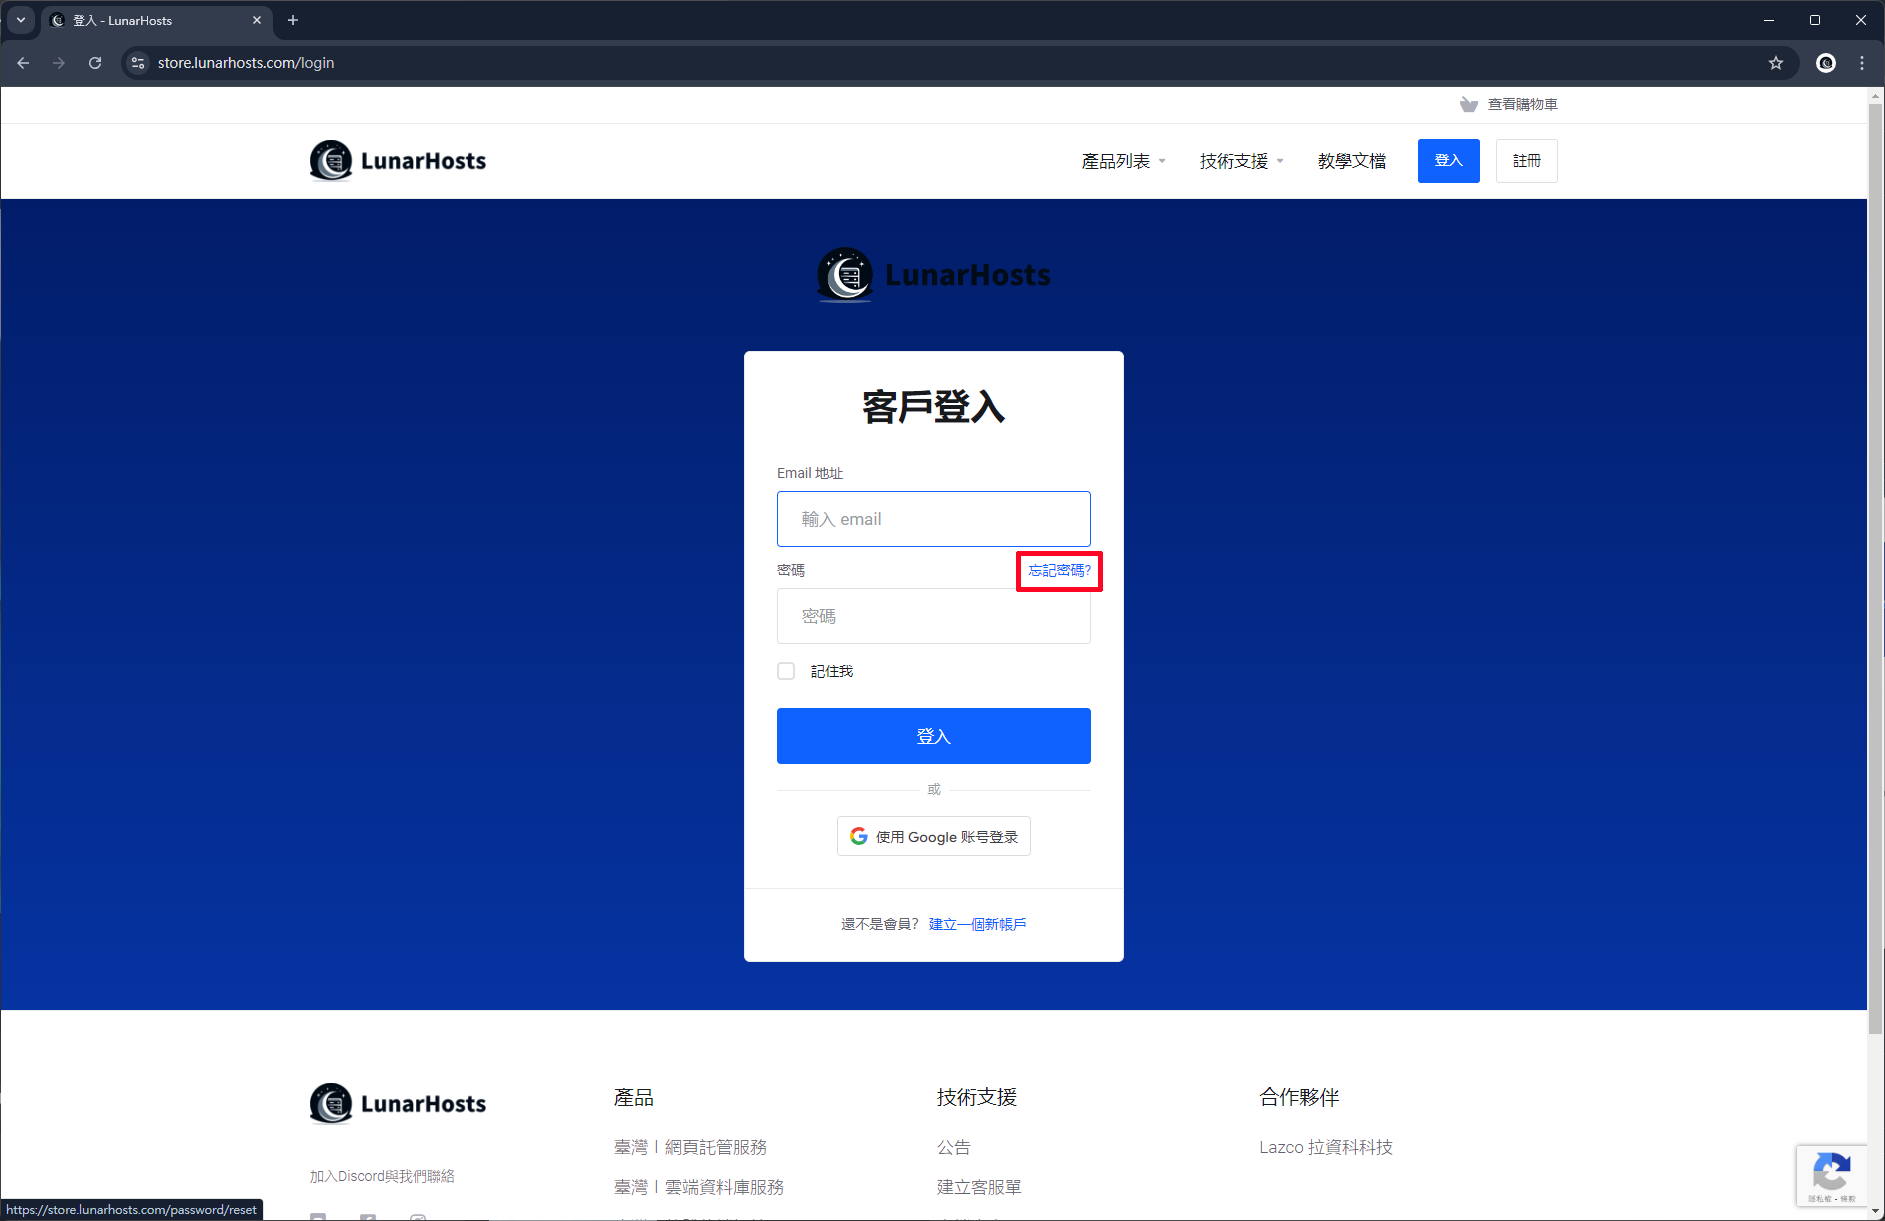 登入 - LunarHosts
store.lunarhosts.com/login
查看購物車
LunarHosts
產品列表
技術支援
教學文檔
登入
註冊
LunarHosts
客戶登入
Email 地址
輸入 email
密碼
忘記密碼?
密碼
記住我
登入
或
使用 Google 账号登录
還不是會員? 建立一個新帳戶
LunarHosts
產品
技術支援
合作夥伴
臺灣 | 網頁託管服務
公告
Lazco 拉資科科技
加入Discord與我們聯絡
臺灣 | 雲端資料庫服務
建立客服單
隱私權 - 條款
https://store.lunarhosts.com/password/reset